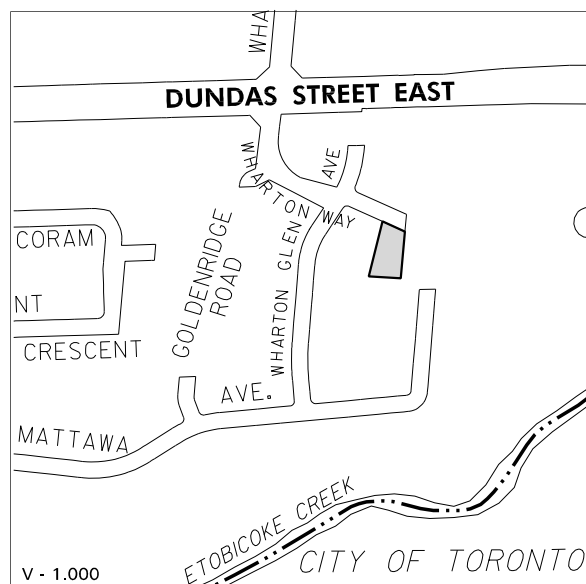 WHA
DUNDAS STREET EAST
WHARTON WAY
AVE
CORAM
GOLDENRIDGE
ROAD
WHARTON GLEN
NT
CRESCENT
AVE.
MATTAWA
ETOBICOKE CREEK
CITY OF TORONTO
V - 1.000